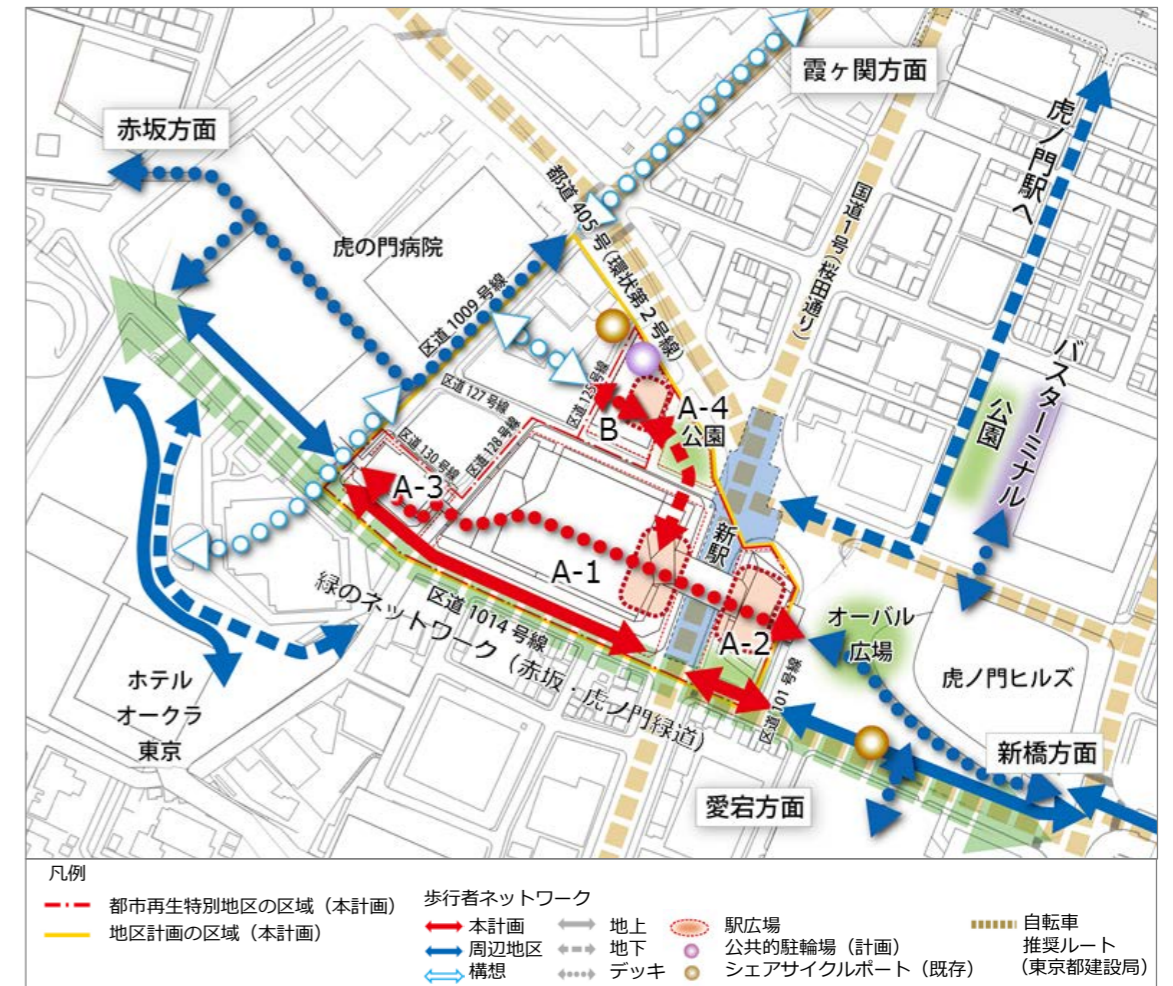 霞ヶ関方面
赤坂方面
都道405号(環状第2号線)
国道1号(桜田通り)
虎ノ門駅へ
虎の門病院
区道1009号線
区道125号線
区道127号線
区道128号線
区道130号線
A-4
公園
B
公園
バスターミナル
A-3
新駅
A-1
A-2
緑のネットワーク(赤坂・虎ノ門緑道)
区道1014号線
区道101号線
オーバル
広場
虎ノ門ヒルズ
ホテル
オークラ
東京
新橋方面
愛宕方面
凡例
都市再生特別地区の区域(本計画)
地区計画の区域(本計画)
歩行者ネットワーク
本計画
周辺地区
構想
地上
地下
デッキ
駅広場
公共的駐輪場(計画)
シェアサイクルポート(既存)
自転車
推奨ルート
(東京都建設局)